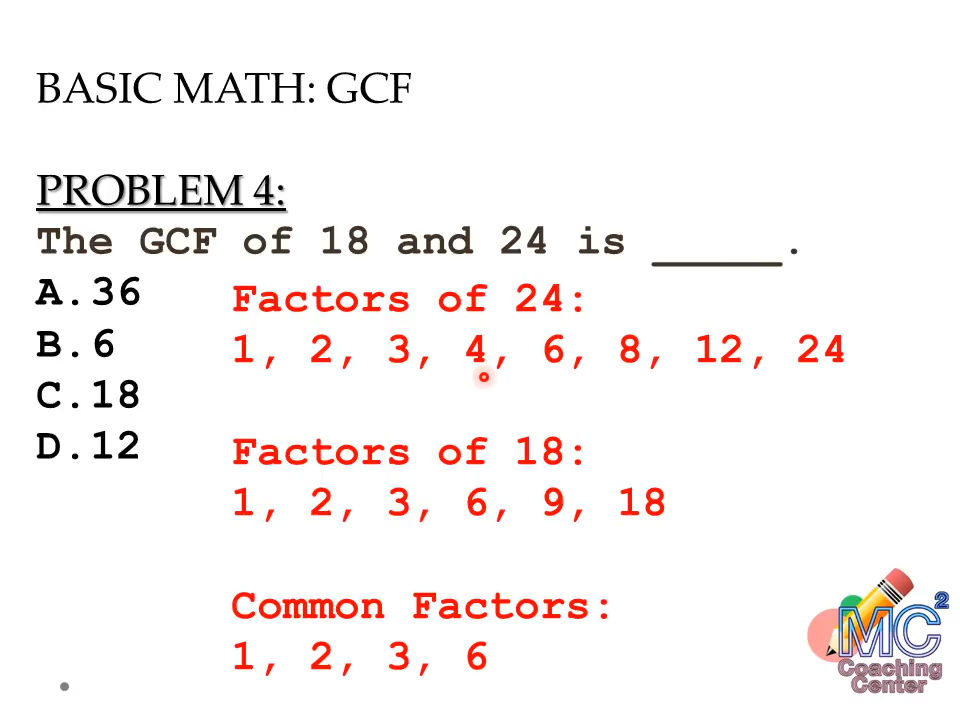 BASIC MATH: GCF
PROBLEM 4:
The GCF of 18 and 24 is _____.
A.36
B.6
C.18
D.12
Factors of 24:
1, 2, 3, 4, 6, 8, 12, 24
Factors of 18:
1, 2, 3, 6, 9, 18
Common Factors:
1, 2, 3, 6
MC2
Coaching
Center